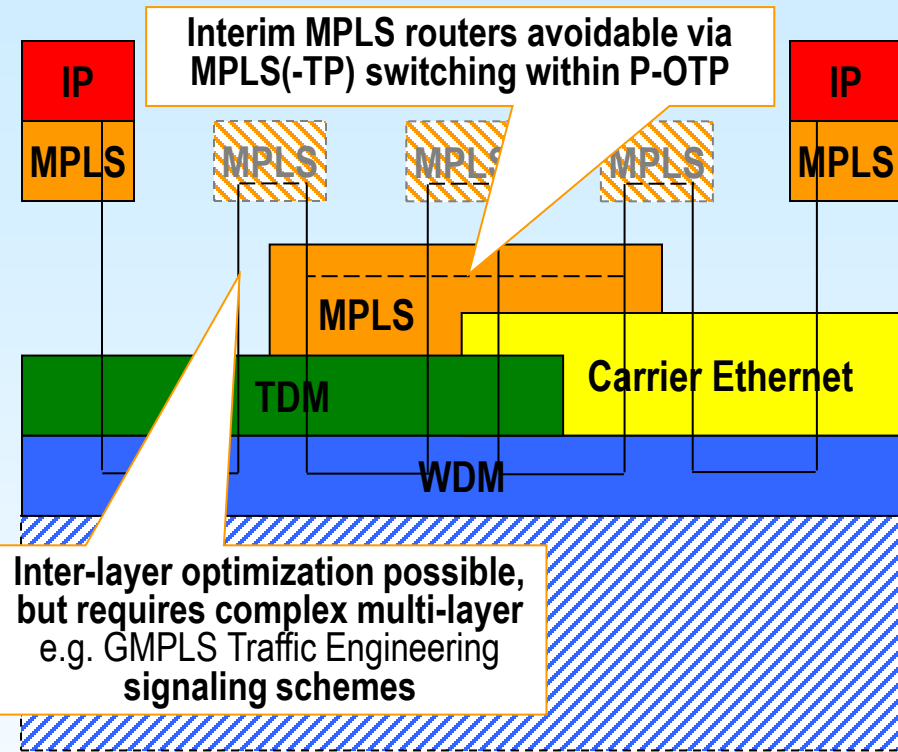 Interim MPLS routers avoidable via
MPLS(-TP) switching within P-OTP
IP
IP
MPLS
MPLS
MPLS
MPLS
MPLS
MPLS
Carrier Ethernet
TDM
WDM
Inter-layer optimization possible,
but requires complex multi-layer
e.g. GMPLS Traffic Engineering
signaling schemes